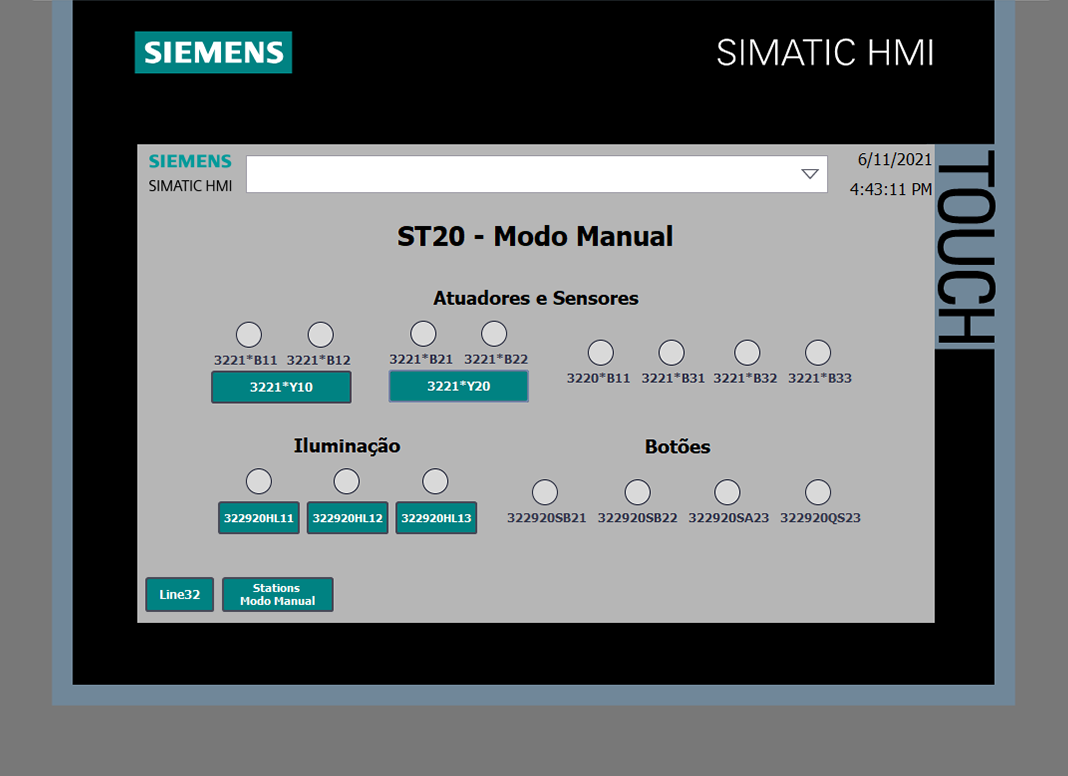 SIEMENS
SIMATIC HMI
SIEMENS
SIMATIC HMI
6/11/2021
4:43:11 PM
TOUCH
ST20 - Modo Manual
Atuadores e Sensores
3221*B11 3221*B12 3221*B21 3221*B22
3220*B11 3221*B31 3221*B32 3221*B33
3221*Y10 3221*Y20
Iluminação
322920HL11 322920HL12 322920HL13
Botões
322920SB21 322920SB22 322920SA23 322920QS23
Line32
Stations
Modo Manual